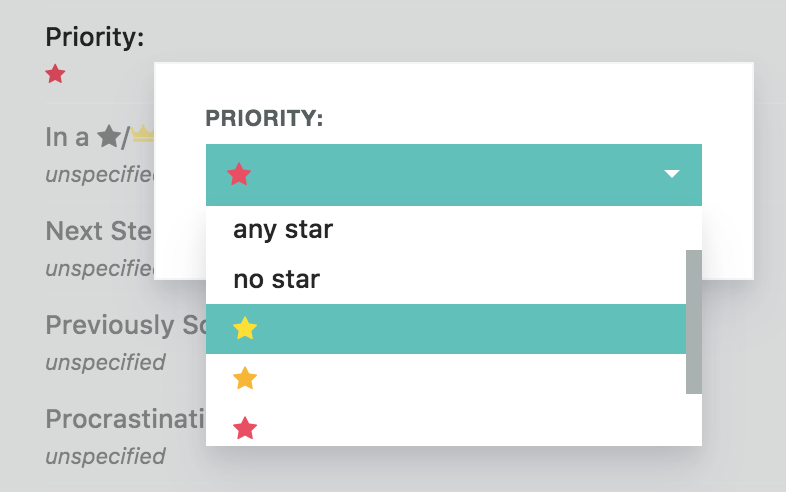 Priority:
PRIORITY:
In a ★/
unspecified
any star
Next Ste
no star
unspecified
Previously Sc
unspecified
Procrastinati
unspecified